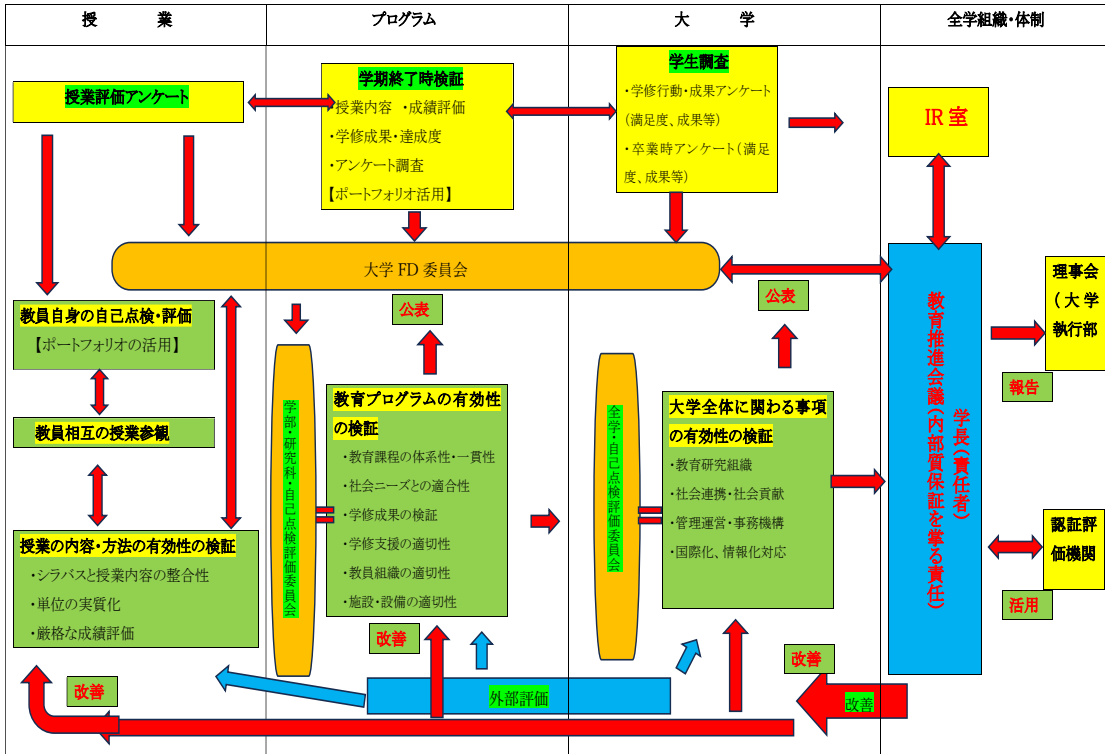 授　業
プログラム
大　学
全学組織・体制
授業評価アンケート
学期終了時検証
・授業内容　・成績評価
・学修成果・達成度
・アンケート調査
【ポートフォリオ活用】
学生調査
・学修行動・成果アンケート
(満足度、成果等)
・卒業時アンケート(満足
度、成果等)
IR 室
大学 FD 委員会
教員自身の自己点検・評価
【ポートフォリオの活用】
教員相互の授業参観
授業の内容・方法の有効性の検証
・シラバスと授業内容の整合性
・単位の実質化
・厳格な成績評価
改善
学部・研究科・自己点検評価委員会
公表
教育プログラムの有効性
の検証
・教育課程の体系性・一貫性
・社会ニーズとの適合性
・学修成果の検証
・学修支援の適切性
・教員組織の適切性
・施設・設備の適切性
改善
外部評価
全学・自己点検評価委員会
公表
大学全体に関わる事項
の有効性の検証
・教育研究組織
・社会連携・社会貢献
・管理運営・事務機構
・国際化、情報化対応
改善
改善
学長(責任者)
教育推進会議(内部質保証を掌る責任)
理事会
(大学
執行部
報告
認証評
価機関
活用